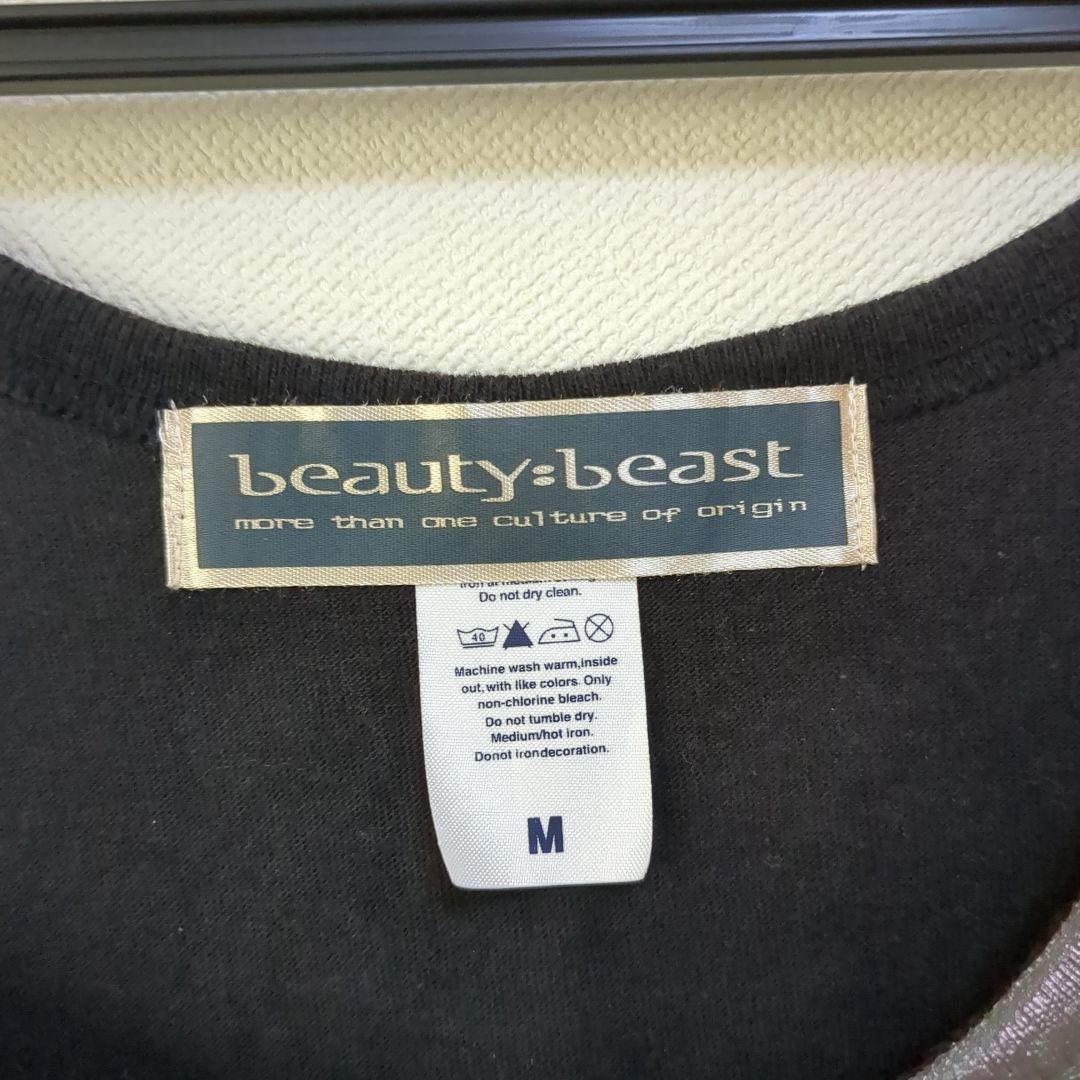 beauty:beast
more than one culture of origin
Do not dry clean.
40
Machine wash warm,inside
out,with like colors. Only
non-chlorine bleach.
Do not tumble dry.
Medium/hot iron.
Donot irondecoration.
M